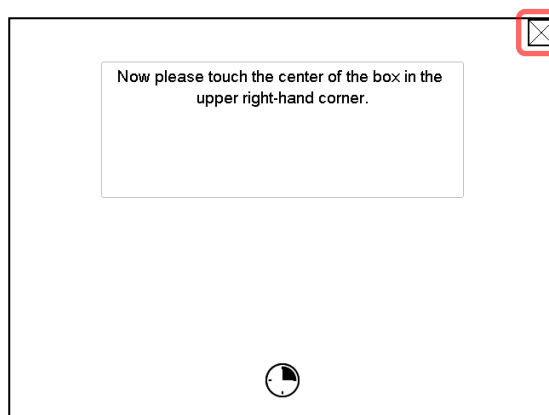 Now please touch the center of the box in the
upper right-hand corner.